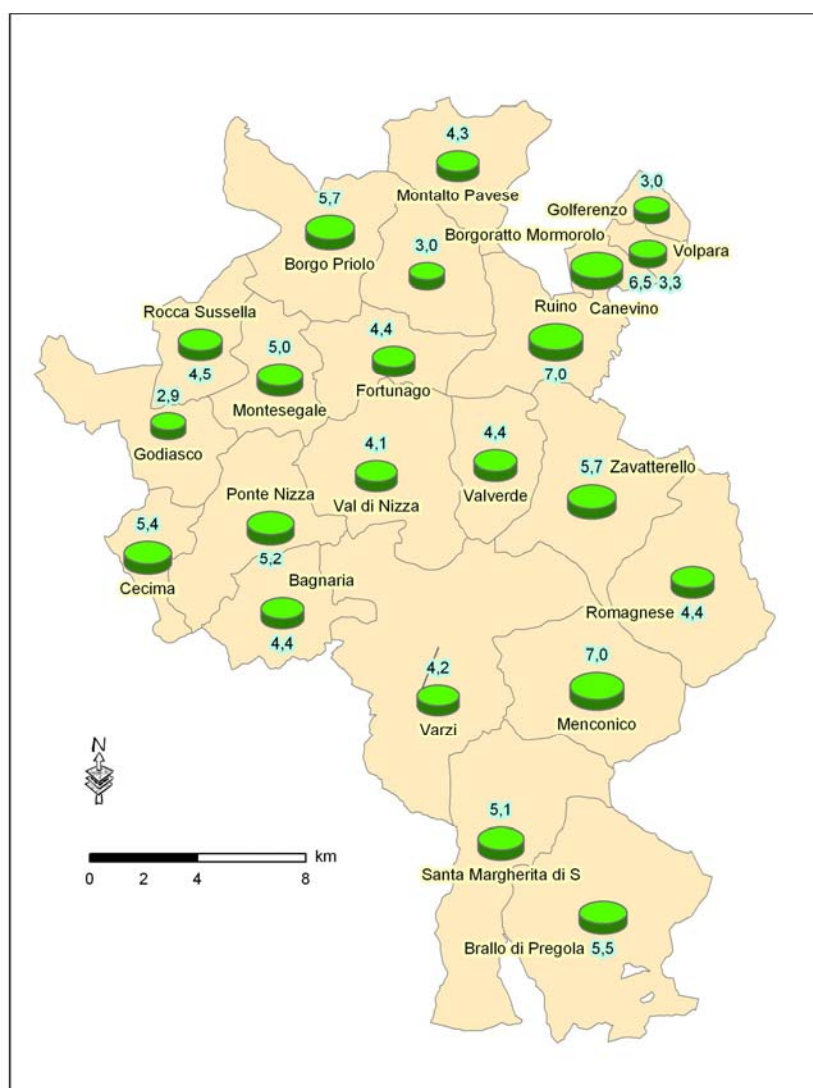 4,3
Montalto Pavese
5,7
Borgo Priolo
3,0
Golferenzo
Borgoratto Mormorolo
3,0
Volpara
6,5 3,3
Canevino
Ruino
7,0
Rocca Sussella
4,5
5,0
Montesegale
4,4
Fortunago
2,9
Godiasco
4,1
Val di Nizza
4,4
Valverde
5,7 Zavatterello
Ponte Nizza
5,2
5,4
Cecima
Bagnaria
4,4
Romagnese 4,4
4,2
Varzi
7,0
Menconico
N
km
0 2 4 8
5,1
Santa Margherita di S
Brallo di Pregola 5,5